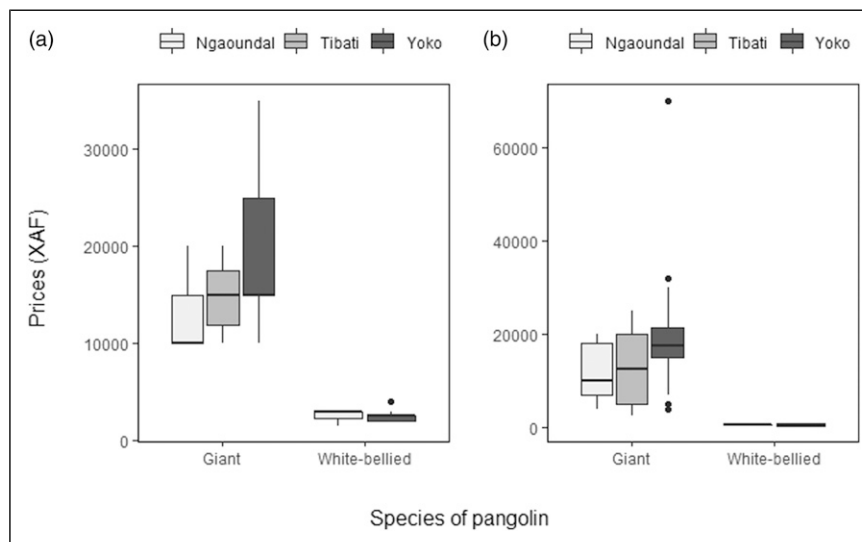 (a) Ngaoundal Tibati Yoko
(b) Ngaoundal Tibati Yoko
Prices (XAF)
30000
20000
10000
0
Giant White-bellied
60000
40000
20000
0
Giant White-bellied
Species of pangolin